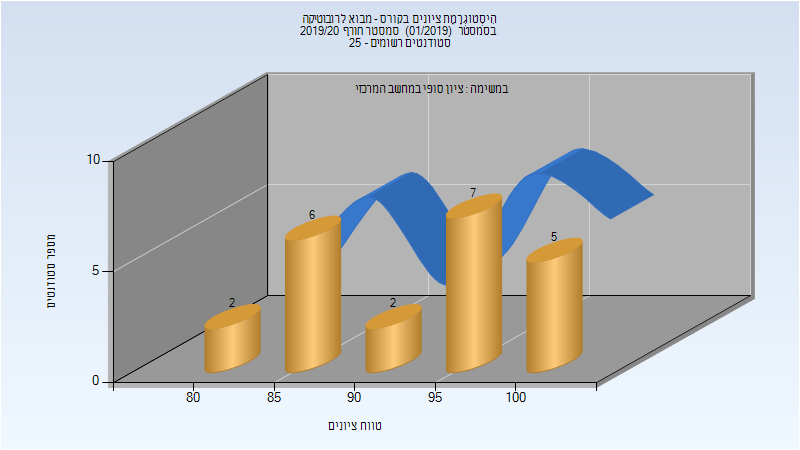 היסטוגרמת ציונים בקורס - מבוא לרובוטיקה
בסמסטר (01/2019) סמסטר חורף 2019/20
סטודנטים רשומים - 25
במשימה : ציון סופי במחשב המרכזי
10
5
0
מספר סטודנטים
2
6
2
7
5
80
85
90
95
100
טווח ציונים